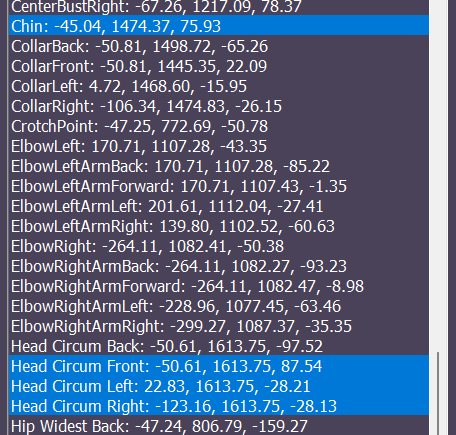 CenterBustRight: -67.26, 1217.09, 78.37
Chin: -45.04, 1474.37, 75.93
CollarBack: -50.81, 1498.72, -65.26
CollarFront: -50.81, 1445.35, 22.09
CollarLeft: 4.72, 1468.60, -15.95
CollarRight: -106.34, 1474.83, -26.15
CrotchPoint: -47.25, 772.69, -50.78
ElbowLeft: 170.71, 1107.28, -43.35
ElbowLeftArmBack: 170.71, 1107.28, -85.22
ElbowLeftArmForward: 170.71, 1107.43, -1.35
ElbowLeftArmLeft: 201.61, 1112.04, -27.41
ElbowLeftArmRight: 139.80, 1102.52, -60.63
ElbowRight: -264.11, 1082.41, -50.38
ElbowRightArmBack: -264.11, 1082.27, -93.23
ElbowRightArmForward: -264.11, 1082.47, -8.98
ElbowRightArmLeft: -228.96, 1077.45, -63.46
ElbowRightArmRight: -299.27, 1087.37, -35.35
Head Circum Back: -50.61, 1613.75, -97.52
Head Circum Front: -50.61, 1613.75, 87.54
Head Circum Left: 22.83, 1613.75, -28.21
Head Circum Right: -123.16, 1613.75, -28.13
Hip Widest Back: -47.24, 806.79, -159.27